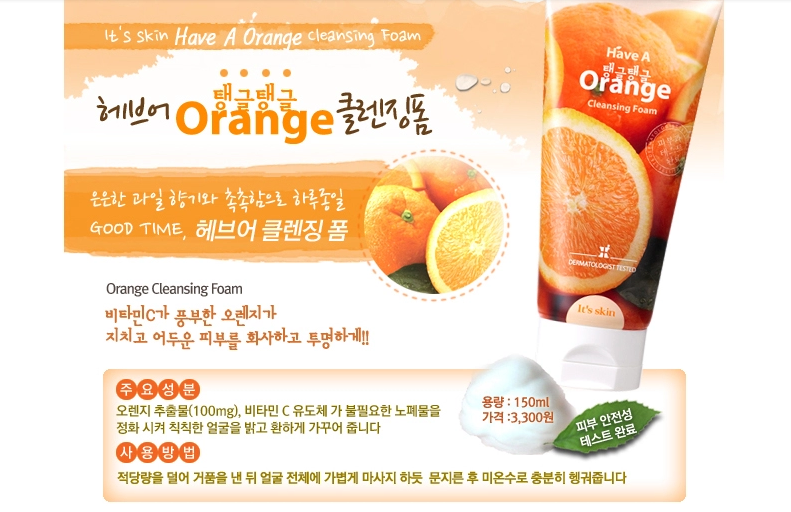 It's skin Have A Orange Cleansing Foam
탱글탱글
헤브어 Orange 클렌징폼
은은한 과일 향기와 촉촉함으로 하루종일
GOOD TIME, 헤브어 클렌징 폼
Orange Cleansing Foam
비타민C가 풍부한 오렌지가
지치고 어두운 피부를 화사하고 투명하게!!
Have A
탱글탱글
Orange
Cleansing Foam
DERMATOLOGIST TESTED
It's skin
주요성분
오렌지 추출물(100mg), 비타민 C 유도체 가 불필요한 노폐물을
정화 시켜 칙칙한 얼굴을 밝고 환하게 가꾸어 줍니다
용량 : 150ml
가격 :3,300원
피부 안전성
테스트 완료
사용방법
적당량을 덜어 거품을 낸 뒤 얼굴 전체에 가볍게 마사지 하듯 문지른 후 미온수로 충분히 헹궈줍니다